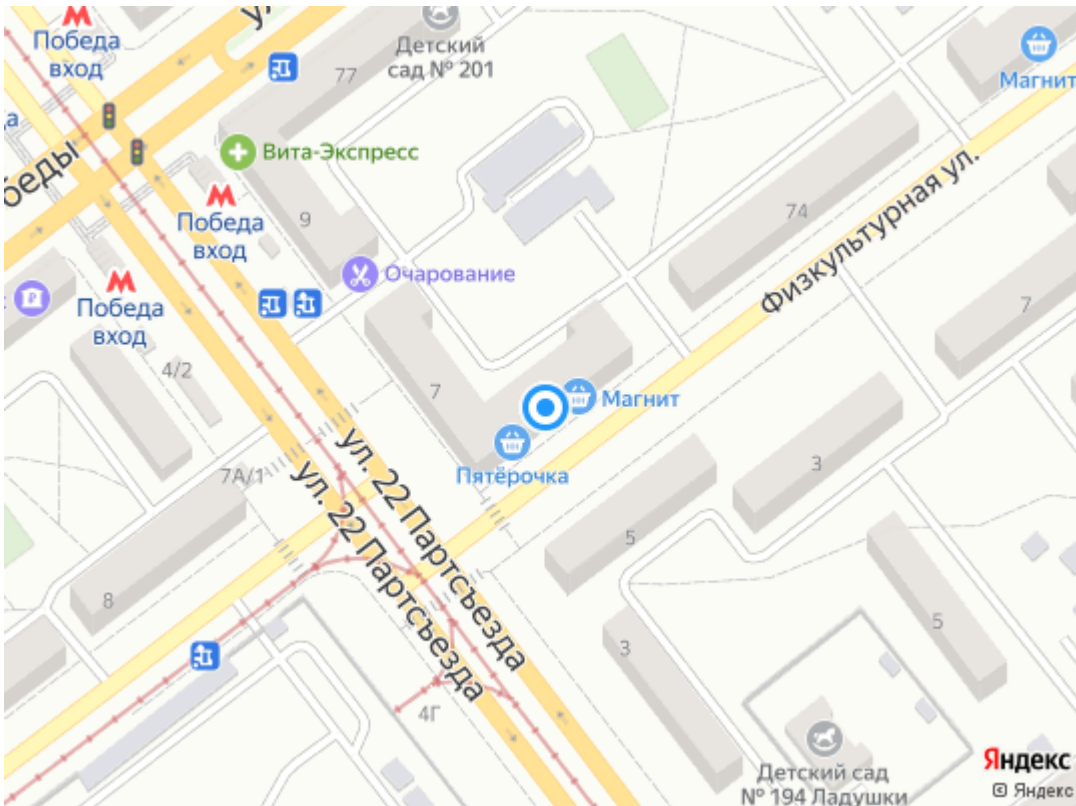 Победа
вход
Детский
сад № 201
77
Магнит
Вита-Экспресс
Победа
вход
9
74
Физкультурная ул.
Очарование
Победа
вход
4/2
7
7
Магнит
Пятёрочка
7А/1
ул. 22 Партсъезда
ул. 22 Партсъезда
3
5
8
5
3
4Г
Детский сад
№ 194 Ладушки
Яндекс
© Яндекс